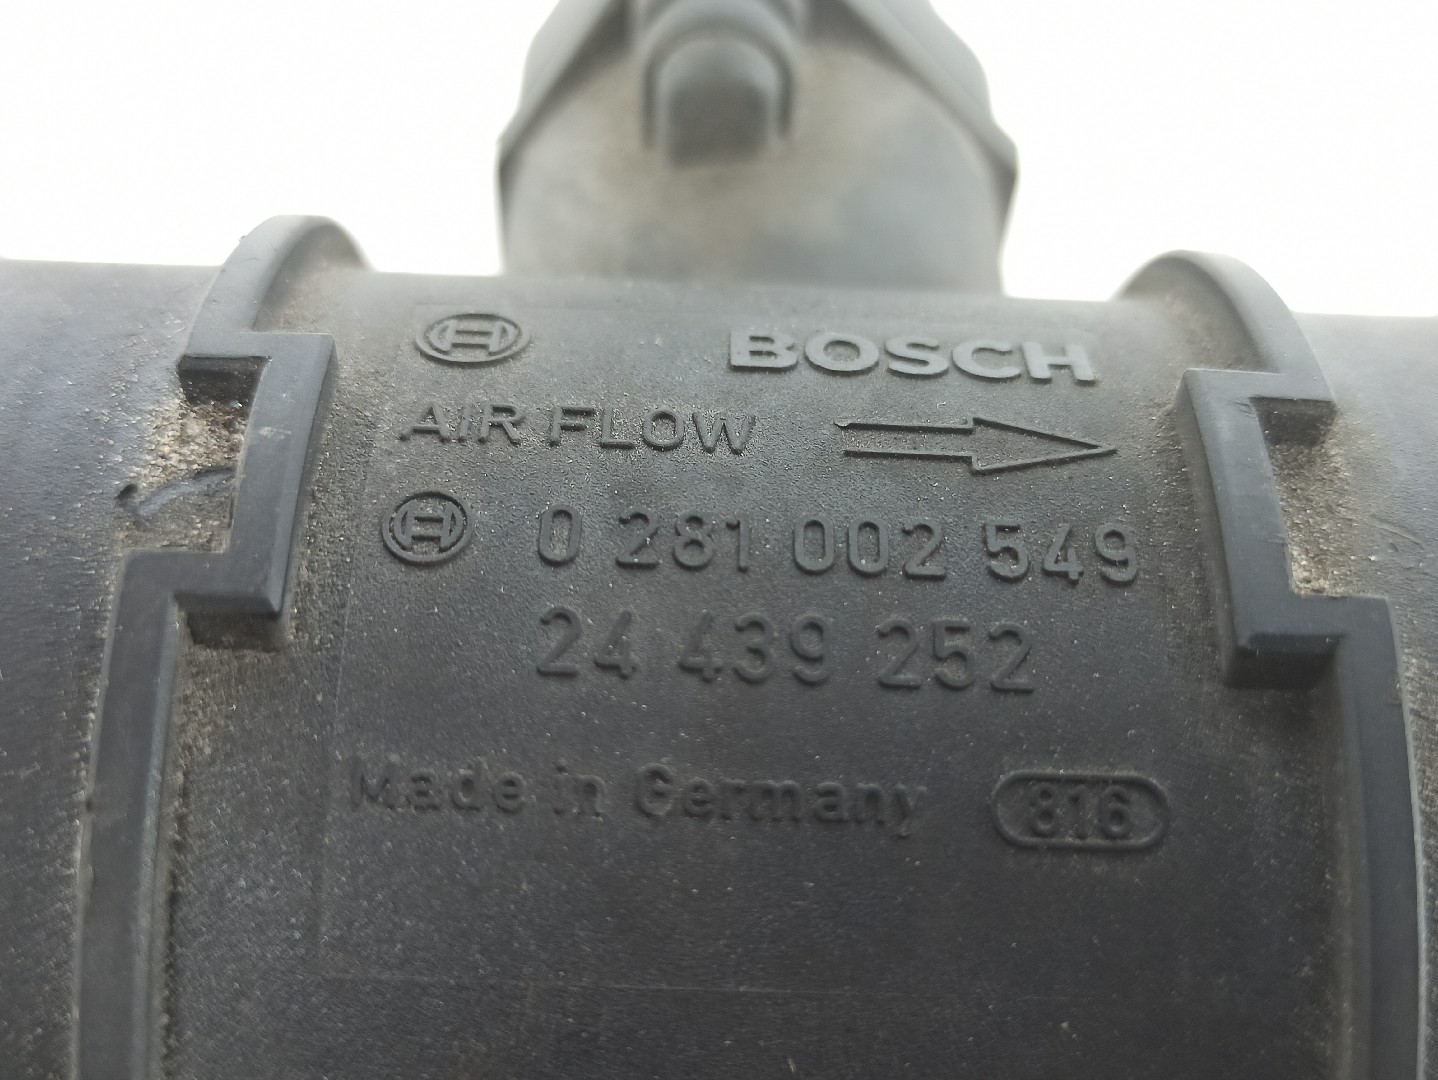 BOSCH
AIR FLOW
0 281 002 549
24 439 252
Made in Germany 816